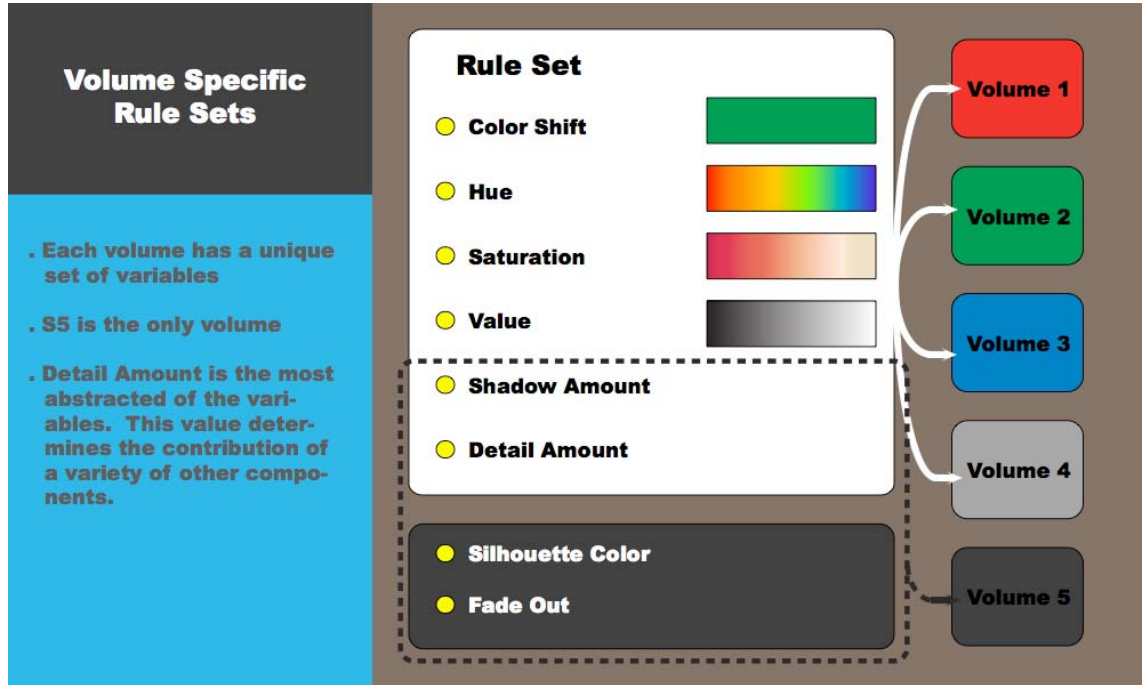 Volume Specific
Rule Sets
. Each volume has a unique
set of variables
. S5 is the only volume
. Detail Amount is the most
abstracted of the vari-
ables. This value deter-
mines the contribution of
a variety of other compo-
nents.
Rule Set
Color Shift
Hue
Saturation
Value
Shadow Amount
Detail Amount
Silhouette Color
Fade Out
Volume 1
Volume 2
Volume 3
Volume 4
Volume 5